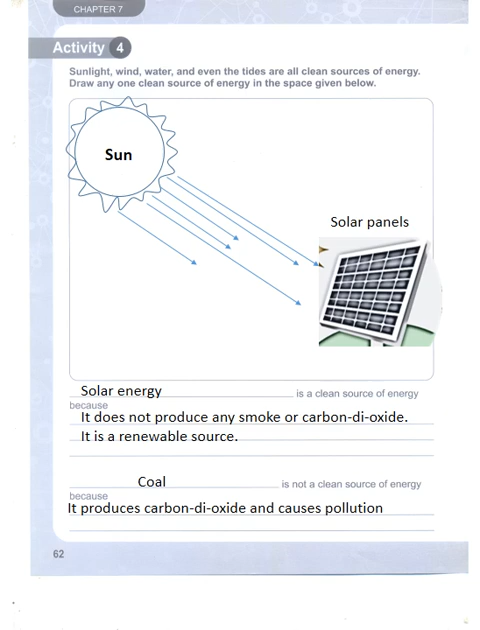 CHAPTER 7
Activity 4
Sunlight, wind, water, and even the tides are all clean sources of energy.
Draw any one clean source of energy in the space given below.
Sun
Solar panels
Solar energy is a clean source of energy
because
It does not produce any smoke or carbon-di-oxide.
It is a renewable source.
Coal is not a clean source of energy
because
It produces carbon-di-oxide and causes pollution
62